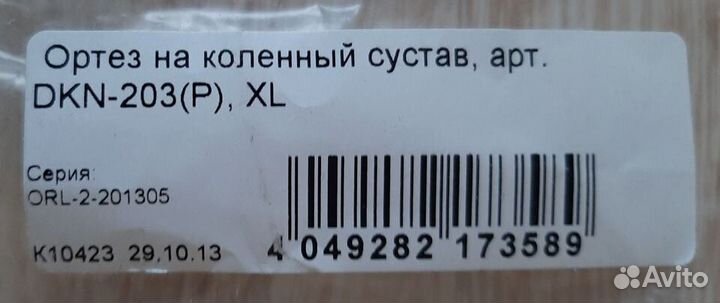 Ортез на коленный сустав, арт.
DKN-203(P), XL
Серия:
ORL-2-201305
K10423 29.10.13
4 049282 173589
Avito